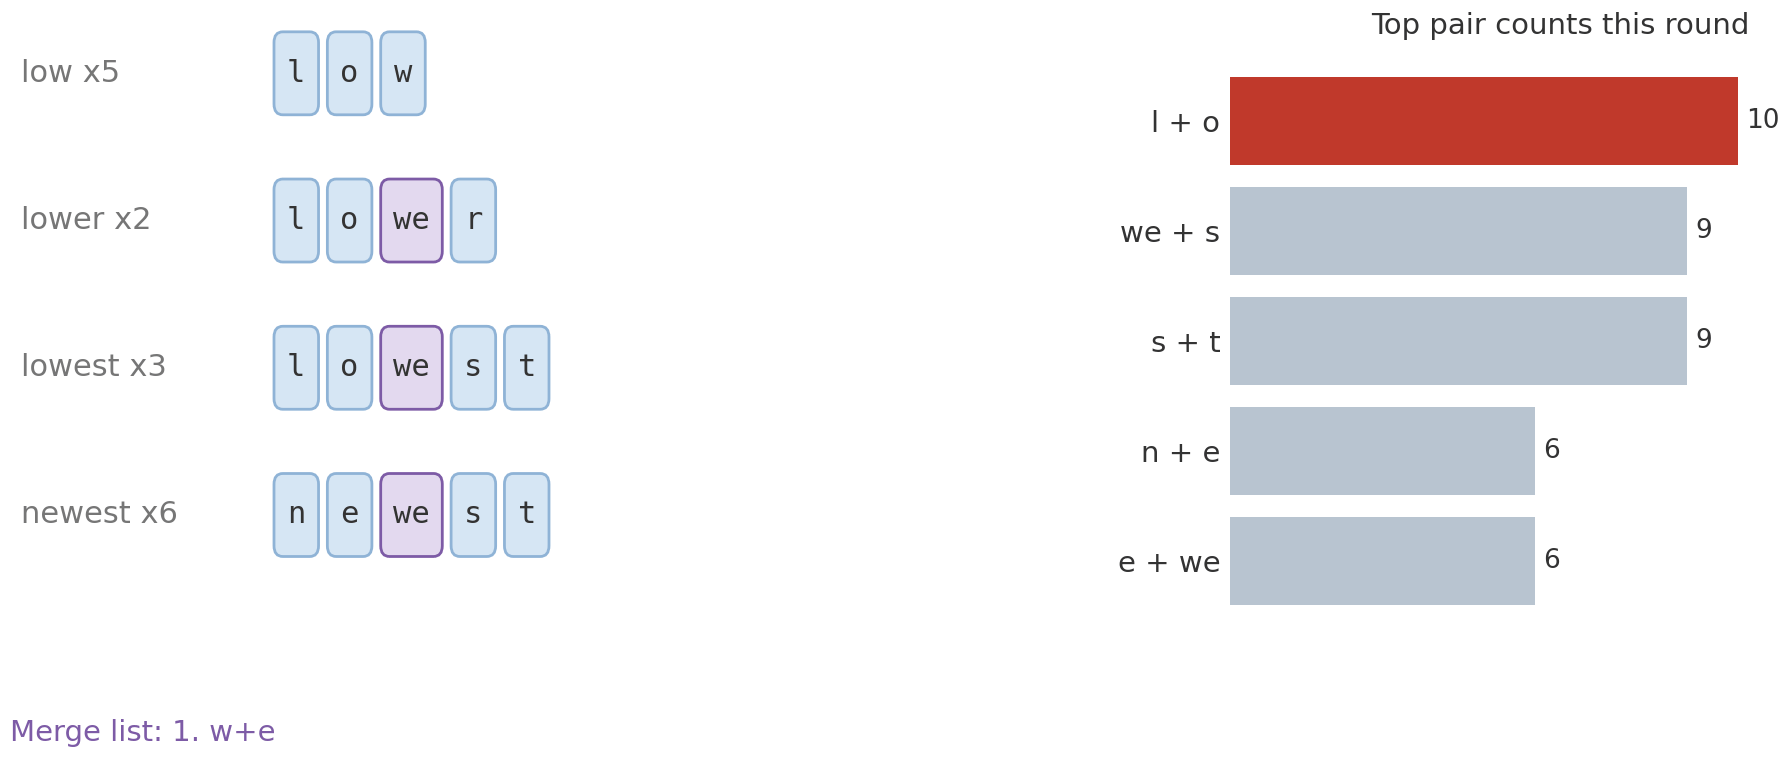 Top pair counts this round
low x5 l o w
lower x2 l o we r
lowest x3 l o we s t
newest x6 n e we s t
l + o 10
we + s 9
s + t 9
n + e 6
e + we 6
Merge list: 1. w+e